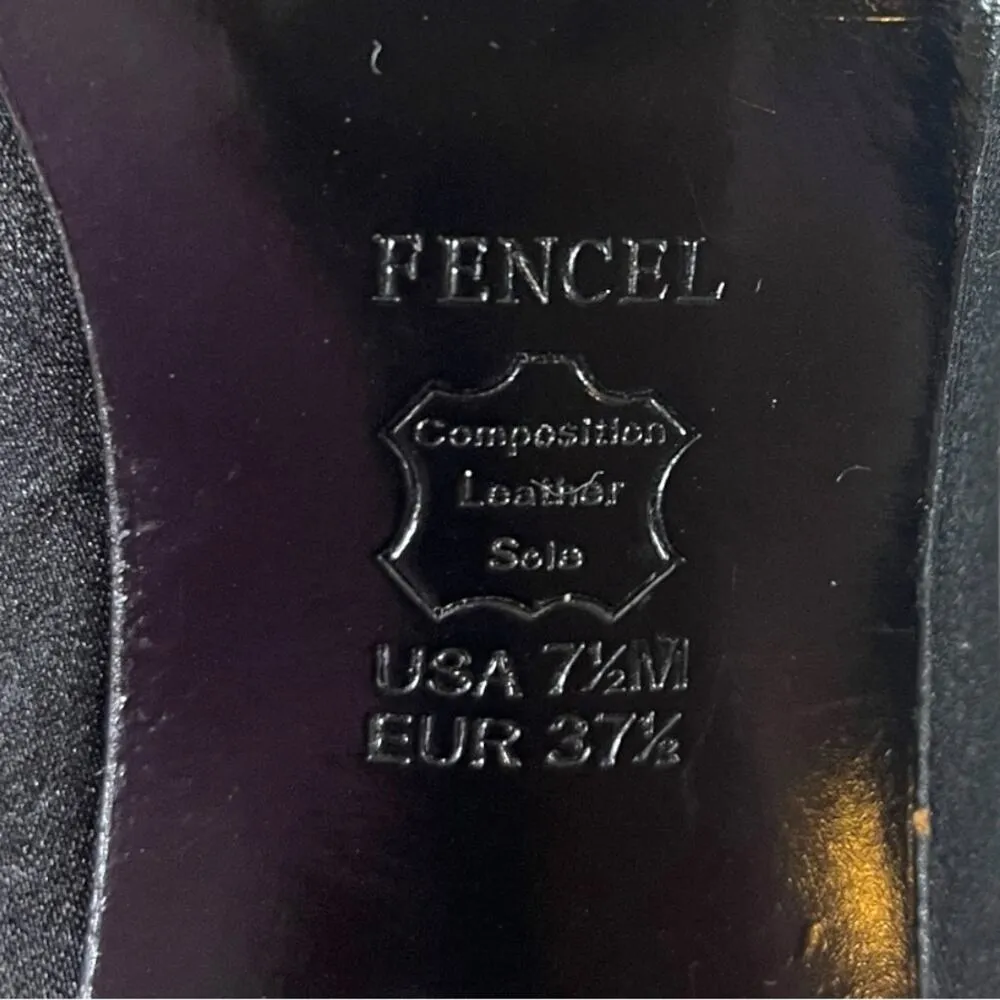 FENCEL
Composition
Leather
Sole
USA 7½M
EUR 37½